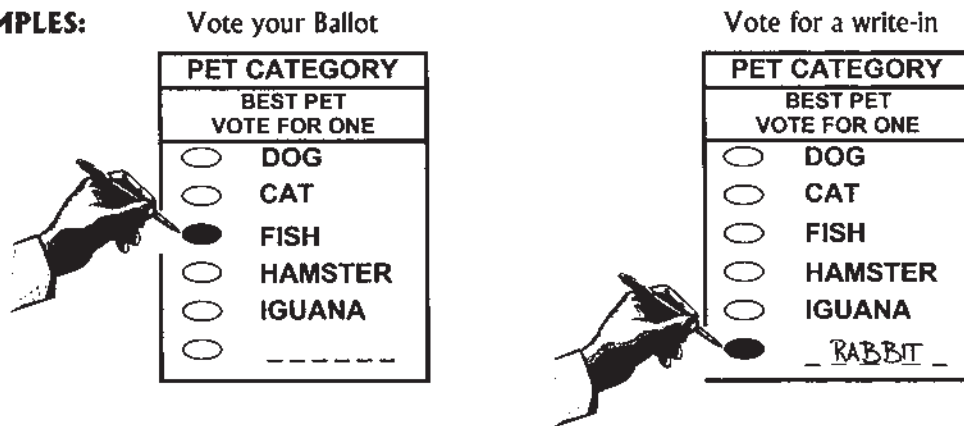 Vote your Ballot
PET CATEGORY
BEST PET
VOTE FOR ONE
DOG
CAT
FISH
HAMSTER
IGUANA
Vote for a write-in
PET CATEGORY
BEST PET
VOTE FOR ONE
DOG
CAT
FISH
HAMSTER
IGUANA
RABBIT